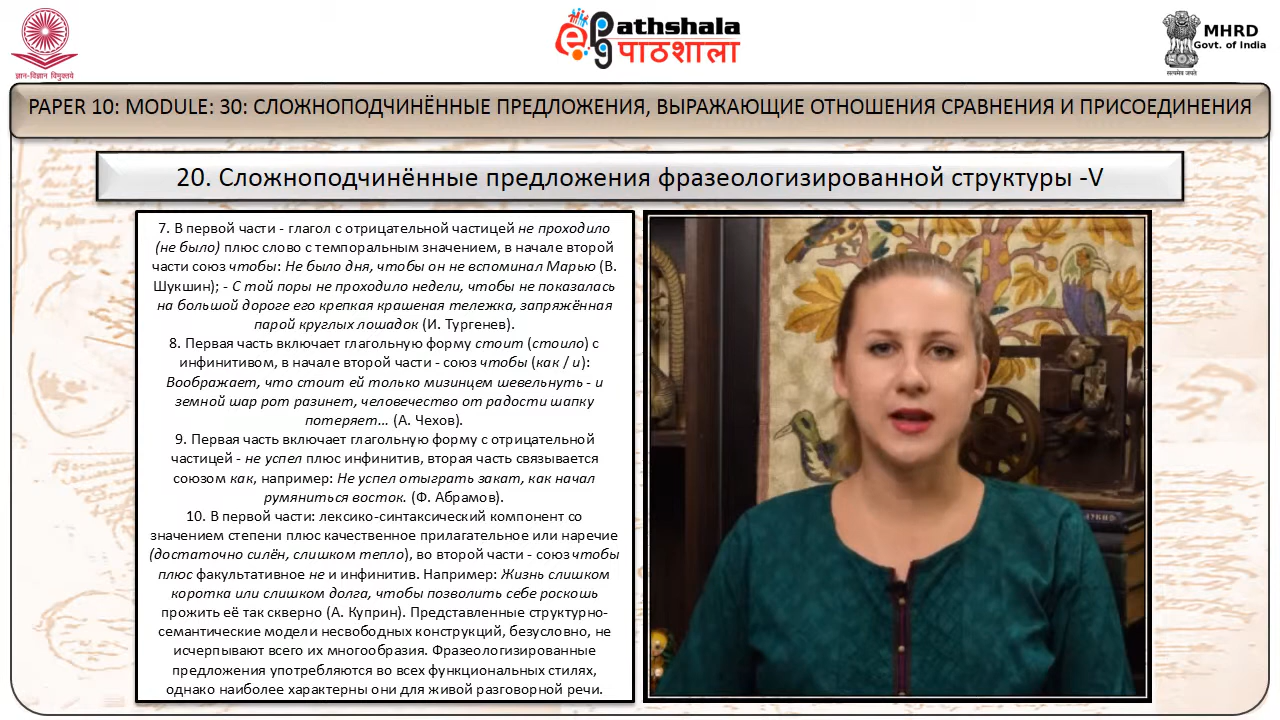 ज्ञान-विज्ञान विमुक्तये
ePathshala
पाठशाला
MHRD
Govt. of India
सत्यमेव जयते
PAPER 10: MODULE: 30: СЛОЖНОПОДЧИНЁННЫЕ ПРЕДЛОЖЕНИЯ, ВЫРАЖАЮЩИЕ ОТНОШЕНИЯ СРАВНЕНИЯ И ПРИСОЕДИНЕНИЯ
20. Сложноподчинённые предложения фразеологизированной структуры -V
7. В первой части - глагол с отрицательной частицей не проходило
(не было) плюс слово с темпоральным значением, в начале второй
части союз чтобы: Не было дня, чтобы он не вспоминал Марью (В.
Шукшин); - С той поры не проходило недели, чтобы не показалась
на большой дороге его крепкая крашеная тележка, запряжённая
парой круглых лошадок (И. Тургенев).
8. Первая часть включает глагольную форму стоит (стоило) с
инфинитивом, в начале второй части - союз чтобы (как / и):
Воображает, что стоит ей только мизинцем шевельнуть - и
земной шар рот разинет, человечество от радости шапку
потеряет... (А. Чехов).
9. Первая часть включает глагольную форму с отрицательной
частицей - не успел плюс инфинитив, вторая часть связывается
союзом как, например: Не успел отыграть закат, как начал
румяниться восток. (Ф. Абрамов).
10. В первой части: лексико-синтаксический компонент со
значением степени плюс качественное прилагательное или наречие
(достаточно силён, слишком тепло), во второй части - союз чтобы
плюс факультативное не и инфинитив. Например: Жизнь слишком
коротка или слишком долга, чтобы позволить себе роскошь
прожить её так скверно (А. Куприн). Представленные структурно-
семантические модели несвободных конструкций, безусловно, не
исчерпывают всего их многообразия. Фразеологизированные
предложения употребляются во всех функциональных стилях,
однако наиболее характерны они для живой разговорной речи.